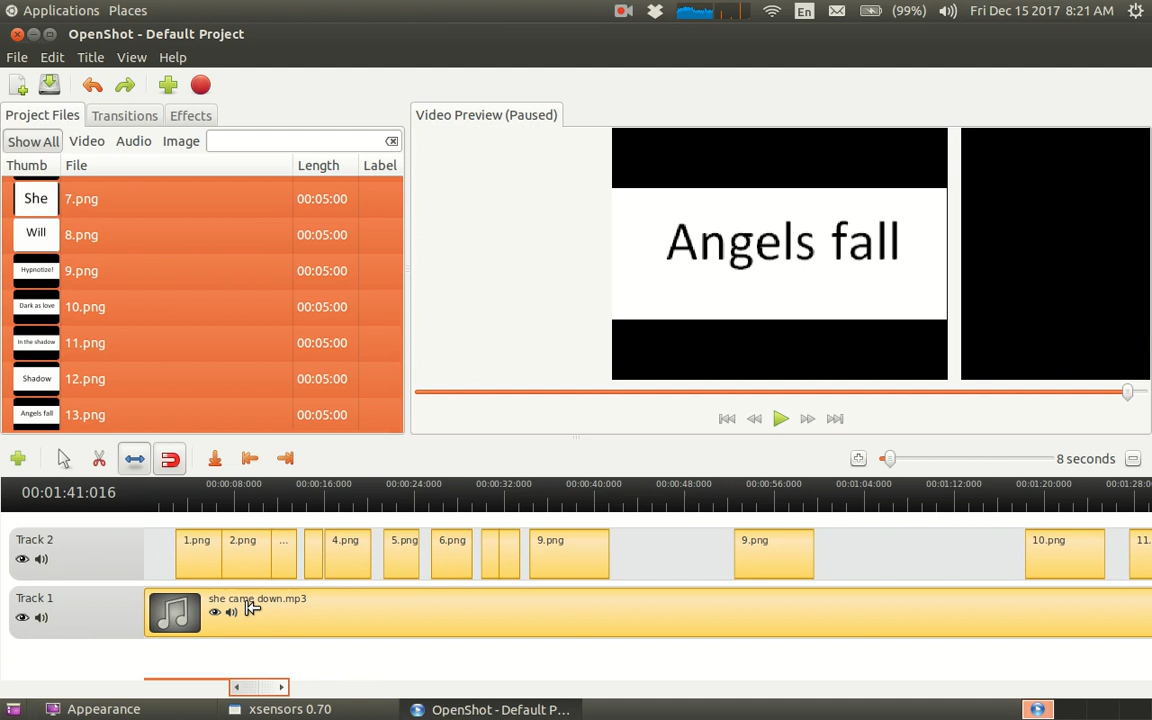 Applications Places
En
(99%)
Fri Dec 15 2017 8:21 AM
OpenShot - Default Project
File Edit Title View Help
Project Files Transitions Effects
Video Preview (Paused)
Show All Video Audio Image
Thumb File Length Label
She 7.png 00:05:00
Will 8.png 00:05:00
Hypnotize! 9.png 00:05:00
Dark as love 10.png 00:05:00
In the shadow 11.png 00:05:00
Shadow 12.png 00:05:00
Angels fall 13.png 00:05:00
Angels fall
8 seconds
00:01:41:016
00:00:08:000 00:00:16:000 00:00:24:000 00:00:32:000 00:00:40:000 00:00:48:000 00:00:56:000 00:01:04:000 00:01:12:000 00:01:20:000 00:01:28:0
Track 2
1.png 2.png ... 4.png 5.png 6.png 9.png 9.png 10.png 11.
Track 1
she came down.mp3
Appearance xsensors 0.70 OpenShot - Default P...